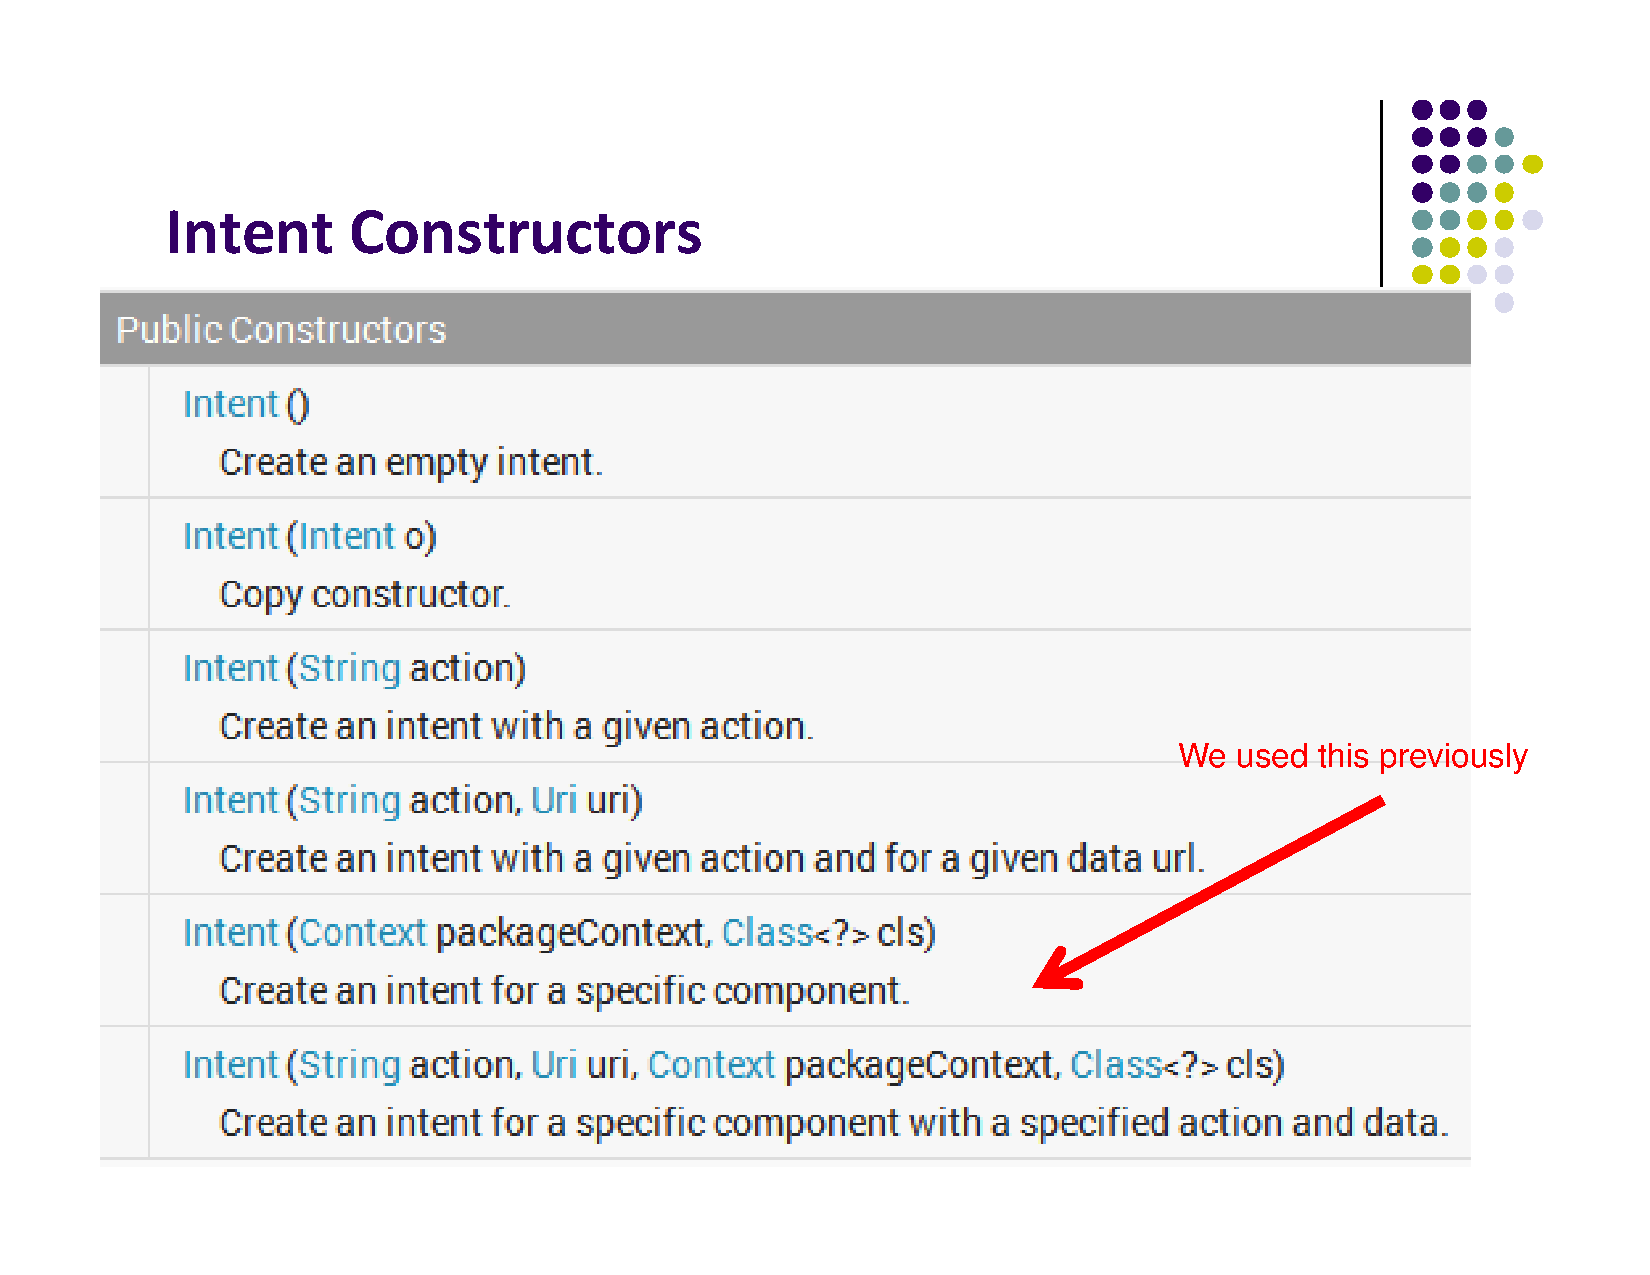 Intent Constructors
Public Constructors
Intent ()
Create an empty intent.
Intent (Intent o)
Copy constructor.
Intent (String action)
Create an intent with a given action.
We used this previously
Intent (String action, Uri uri)
Create an intent with a given action and for a given data url.
Intent (Context packageContext, Class<?> cls)
Create an intent for a specific component.
Intent (String action, Uri uri, Context packageContext, Class<?> cls)
Create an intent for a specific component with a specified action and data.